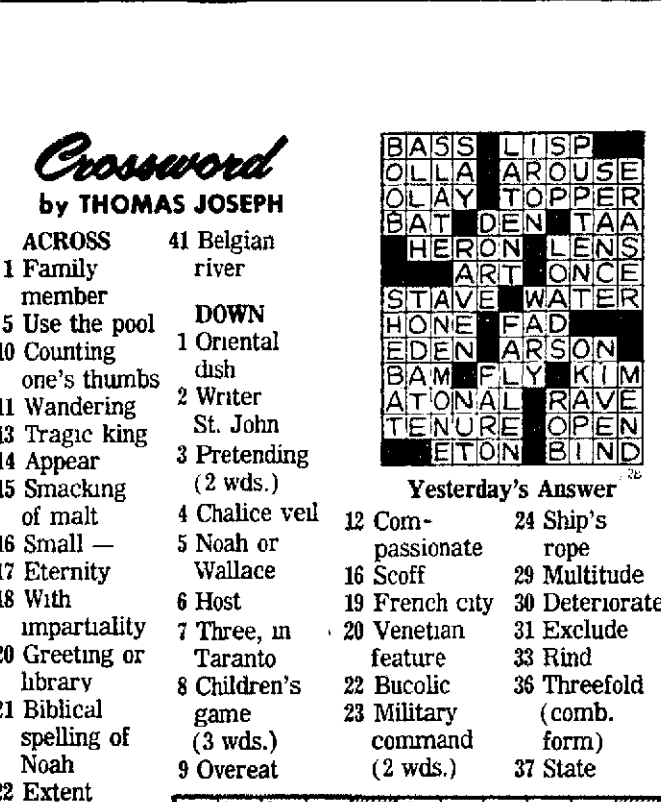 Crossword
by THOMAS JOSEPH
ACROSS
1 Family
member
5 Use the pool
10 Counting
one's thumbs
11 Wandering
13 Tragic king
14 Appear
15 Smacking
of malt
16 Small —
17 Eternity
18 With
impartiality
20 Greeting or
library
21 Biblical
spelling of
Noah
22 Extent
41 Belgian
river
DOWN
1 Oriental
dish
2 Writer
St. John
3 Pretending
(2 wds.)
4 Chalice veil
5 Noah or
Wallace
6 Host
7 Three, in
Taranto
8 Children's
game
(3 wds.)
9 Overeat
BASS LISP
OLLA AROUSE
OLAY TOPPER
BAT DEN TAA
HERON LENS
ART ONCE
STAVE WATER
HONE FAD
EDEN ARSON
BAM FLY KIM
ATONAL RAVE
TENURE OPEN
ETON BIND
Yesterday's Answer
12 Com-
passionate
16 Scoff
19 French city
20 Venetian
feature
22 Bucolic
23 Military
command
(2 wds.)
24 Ship's
rope
29 Multitude
30 Deteriorate
31 Exclude
33 Rind
36 Threefold
(comb.
form)
37 State